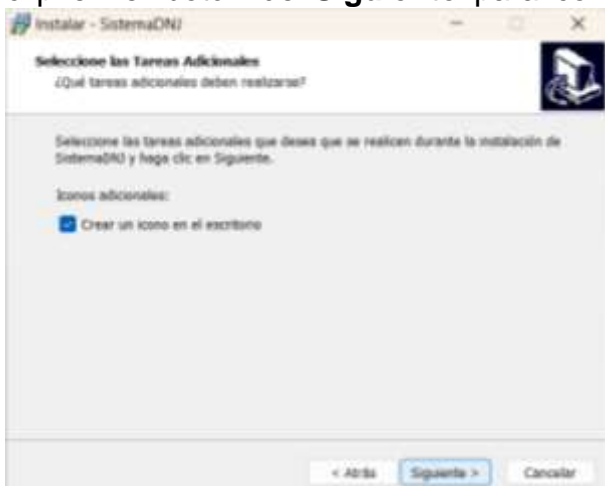 Instalar - SistemaDNJ
Seleccione las Tareas Adicionales
¿Qué tareas adicionales deben realizarse?
Seleccione las tareas adicionales que desea que se realicen durante la instalación de
SistemaDNJ y haga clic en Siguiente.
Iconos adicionales:
Crear un icono en el escritorio
< Atrás Siguiente > Cancelar